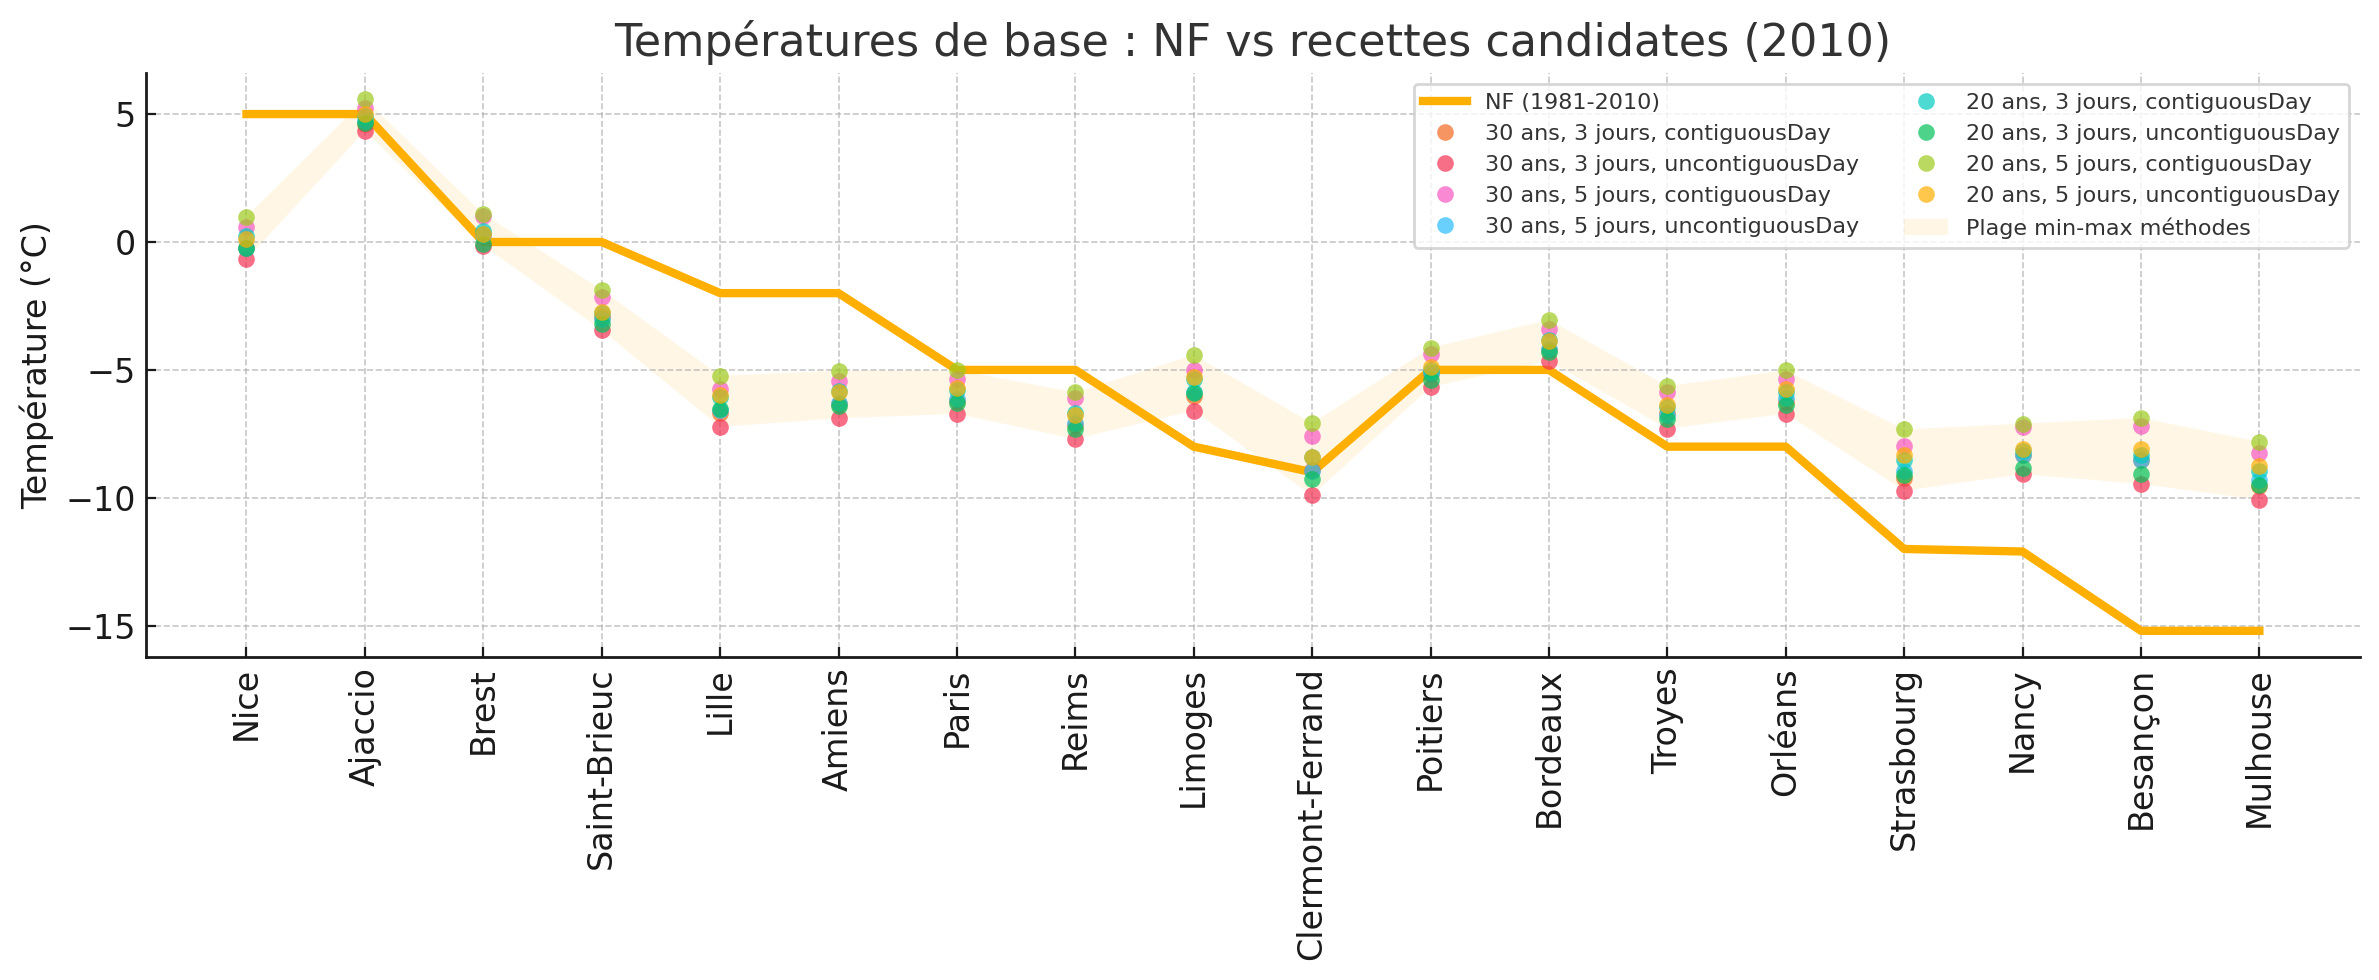 Températures de base : NF vs recettes candidates (2010)
NF (1981-2010)
30 ans, 3 jours, contiguousDay
30 ans, 3 jours, uncontiguousDay
30 ans, 5 jours, contiguousDay
30 ans, 5 jours, uncontiguousDay
20 ans, 3 jours, contiguousDay
20 ans, 3 jours, uncontiguousDay
20 ans, 5 jours, contiguousDay
20 ans, 5 jours, uncontiguousDay
Plage min-max méthodes
Température (°C)
5
0
−5
−10
−15
Nice
Ajaccio
Brest
Saint-Brieuc
Lille
Amiens
Paris
Reims
Limoges
Clermont-Ferrand
Poitiers
Bordeaux
Troyes
Orléans
Strasbourg
Nancy
Besançon
Mulhouse